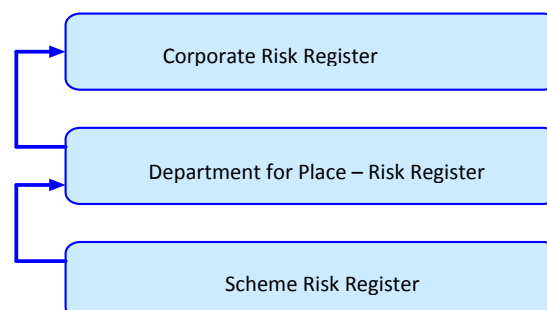 Corporate Risk Register
Department for Place – Risk Register
Scheme Risk Register